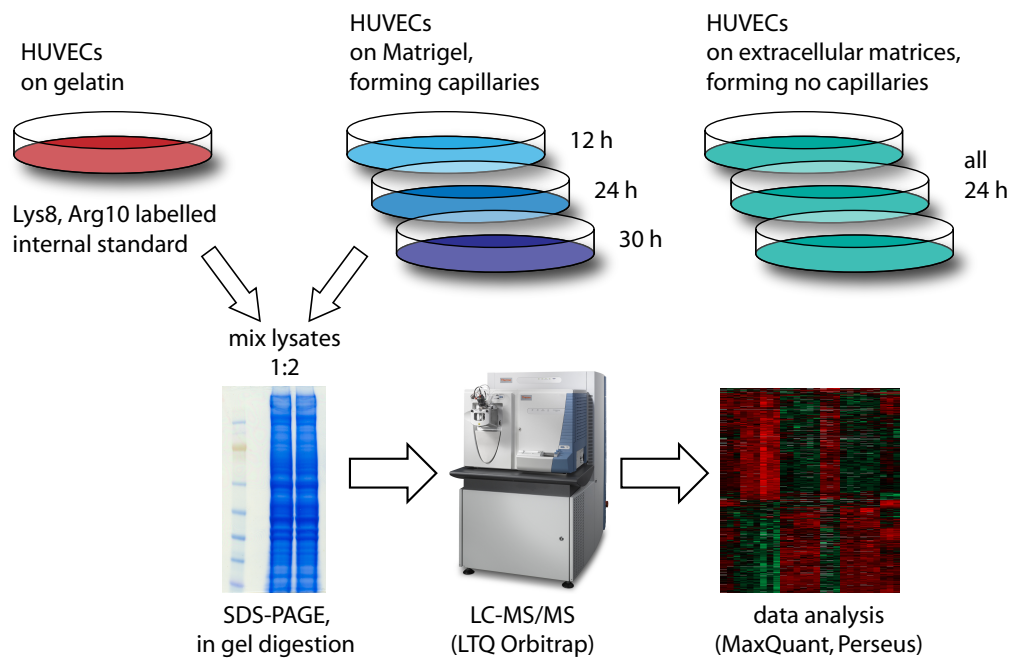 HUVECs
on gelatin
HUVECs
on Matrigel,
forming capillaries
HUVECs
on extracellular matrices,
forming no capillaries
12 h
24 h
30 h
all
24 h
Lys8, Arg10 labelled
internal standard
mix lysates
1:2
SDS-PAGE,
in gel digestion
LC-MS/MS
(LTQ Orbitrap)
data analysis
(MaxQuant, Perseus)